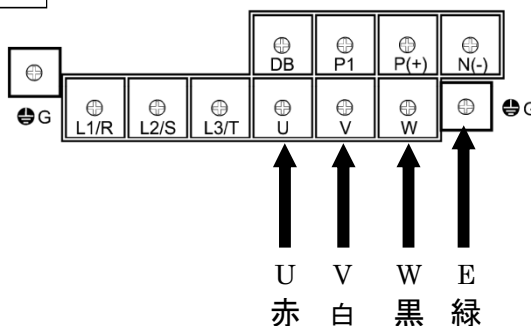 DB P1 P(+) N(-)
G L1/R L2/S L3/T U V W G
U V W E
赤 白 黒 緑